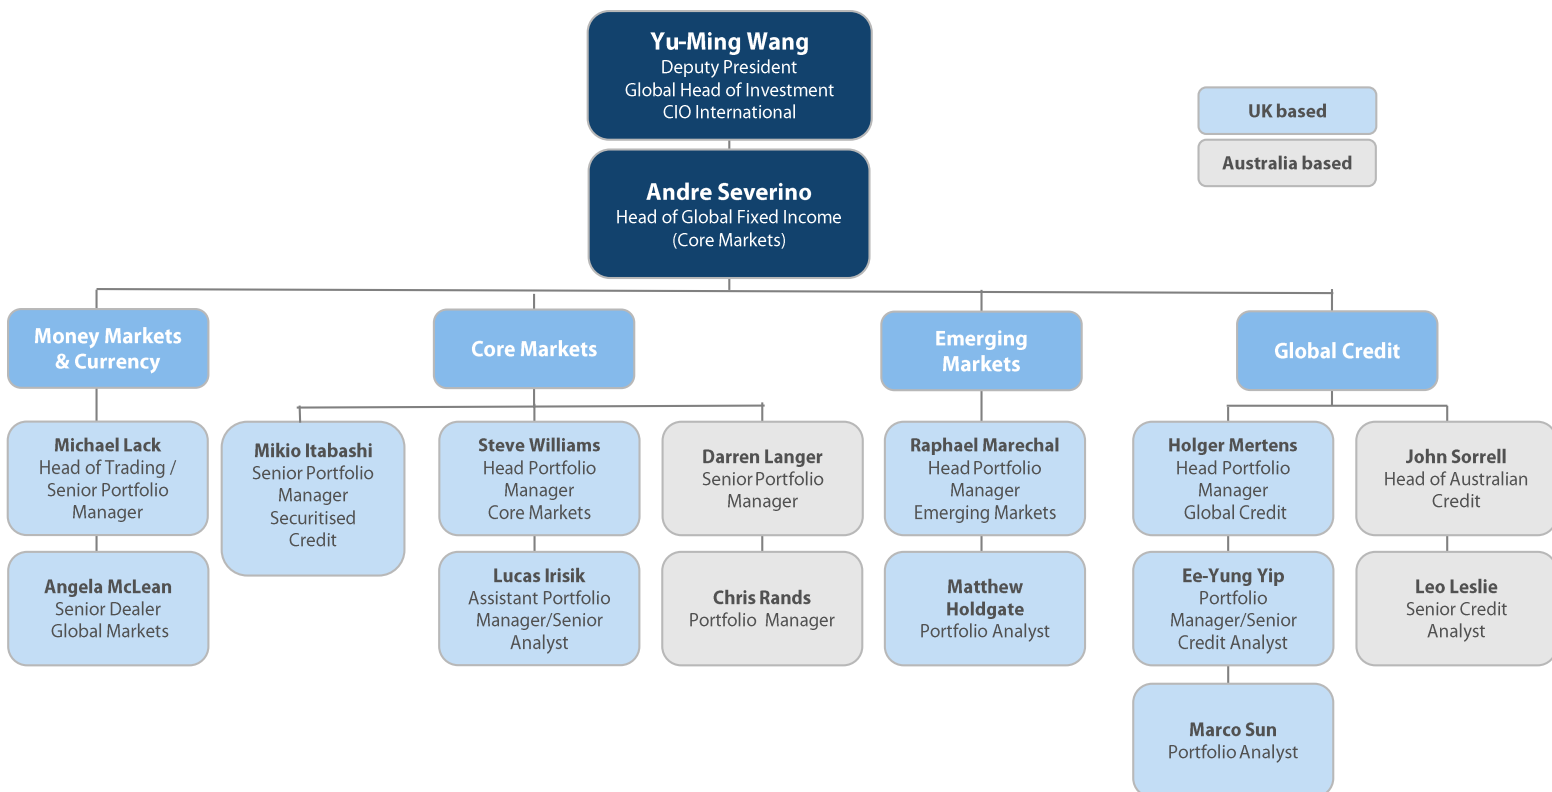 Yu-Ming Wang
Deputy President
Global Head of Investment
CIO International
UK based
Australia based
Andre Severino
Head of Global Fixed Income
(Core Markets)
Money Markets
& Currency
Core Markets
Emerging
Markets
Global Credit
Michael Lack
Head of Trading /
Senior Portfolio
Manager
Mikio Itabashi
Senior Portfolio
Manager
Securitised
Credit
Steve Williams
Head Portfolio
Manager
Core Markets
Darren Langer
Senior Portfolio
Manager
Raphael Marechal
Head Portfolio
Manager
Emerging Markets
Holger Mertens
Head Portfolio
Manager
Global Credit
John Sorrell
Head of Australian
Credit
Angela McLean
Senior Dealer
Global Markets
Lucas Irisik
Assistant Portfolio
Manager/Senior
Analyst
Chris Rands
Portfolio Manager
Matthew
Holdgate
Portfolio Analyst
Ee-Yung Yip
Portfolio
Manager/Senior
Credit Analyst
Leo Leslie
Senior Credit
Analyst
Marco Sun
Portfolio Analyst